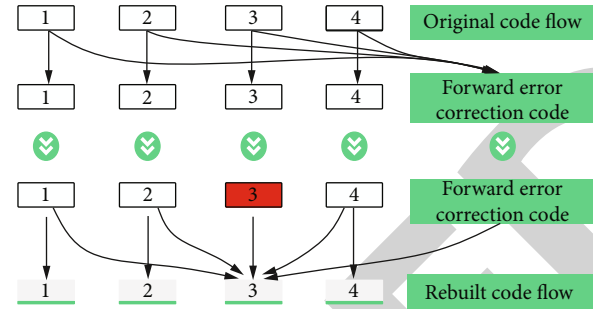 1 2 3 4 Original code flow
1 2 3 4 Forward error
correction code
1 2 3 4 Forward error
correction code
1 2 3 4 Rebuilt code flow